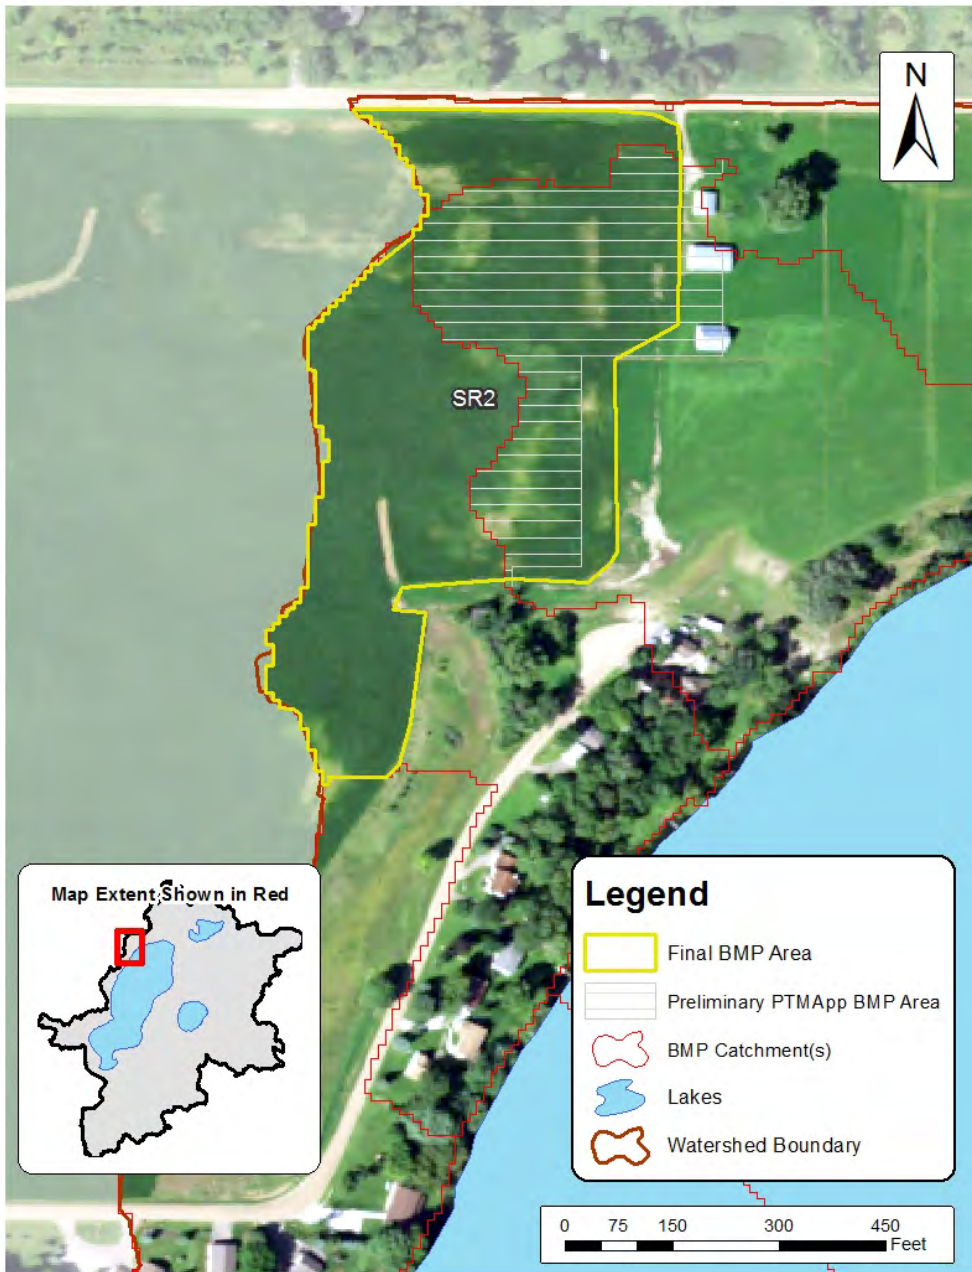 N
SR2
Map Extent Shown in Red
Legend
Final BMP Area
Preliminary PTMApp BMP Area
BMP Catchment(s)
Lakes
Watershed Boundary
0 75 150 300 450
Feet